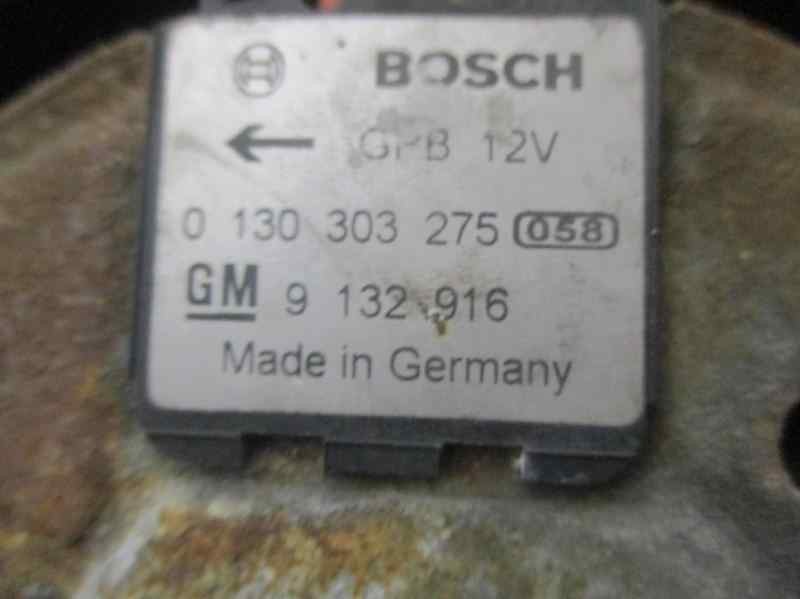 BOSCH
← GPB 12V
0 130 303 275 058
GM 9 132 916
Made in Germany